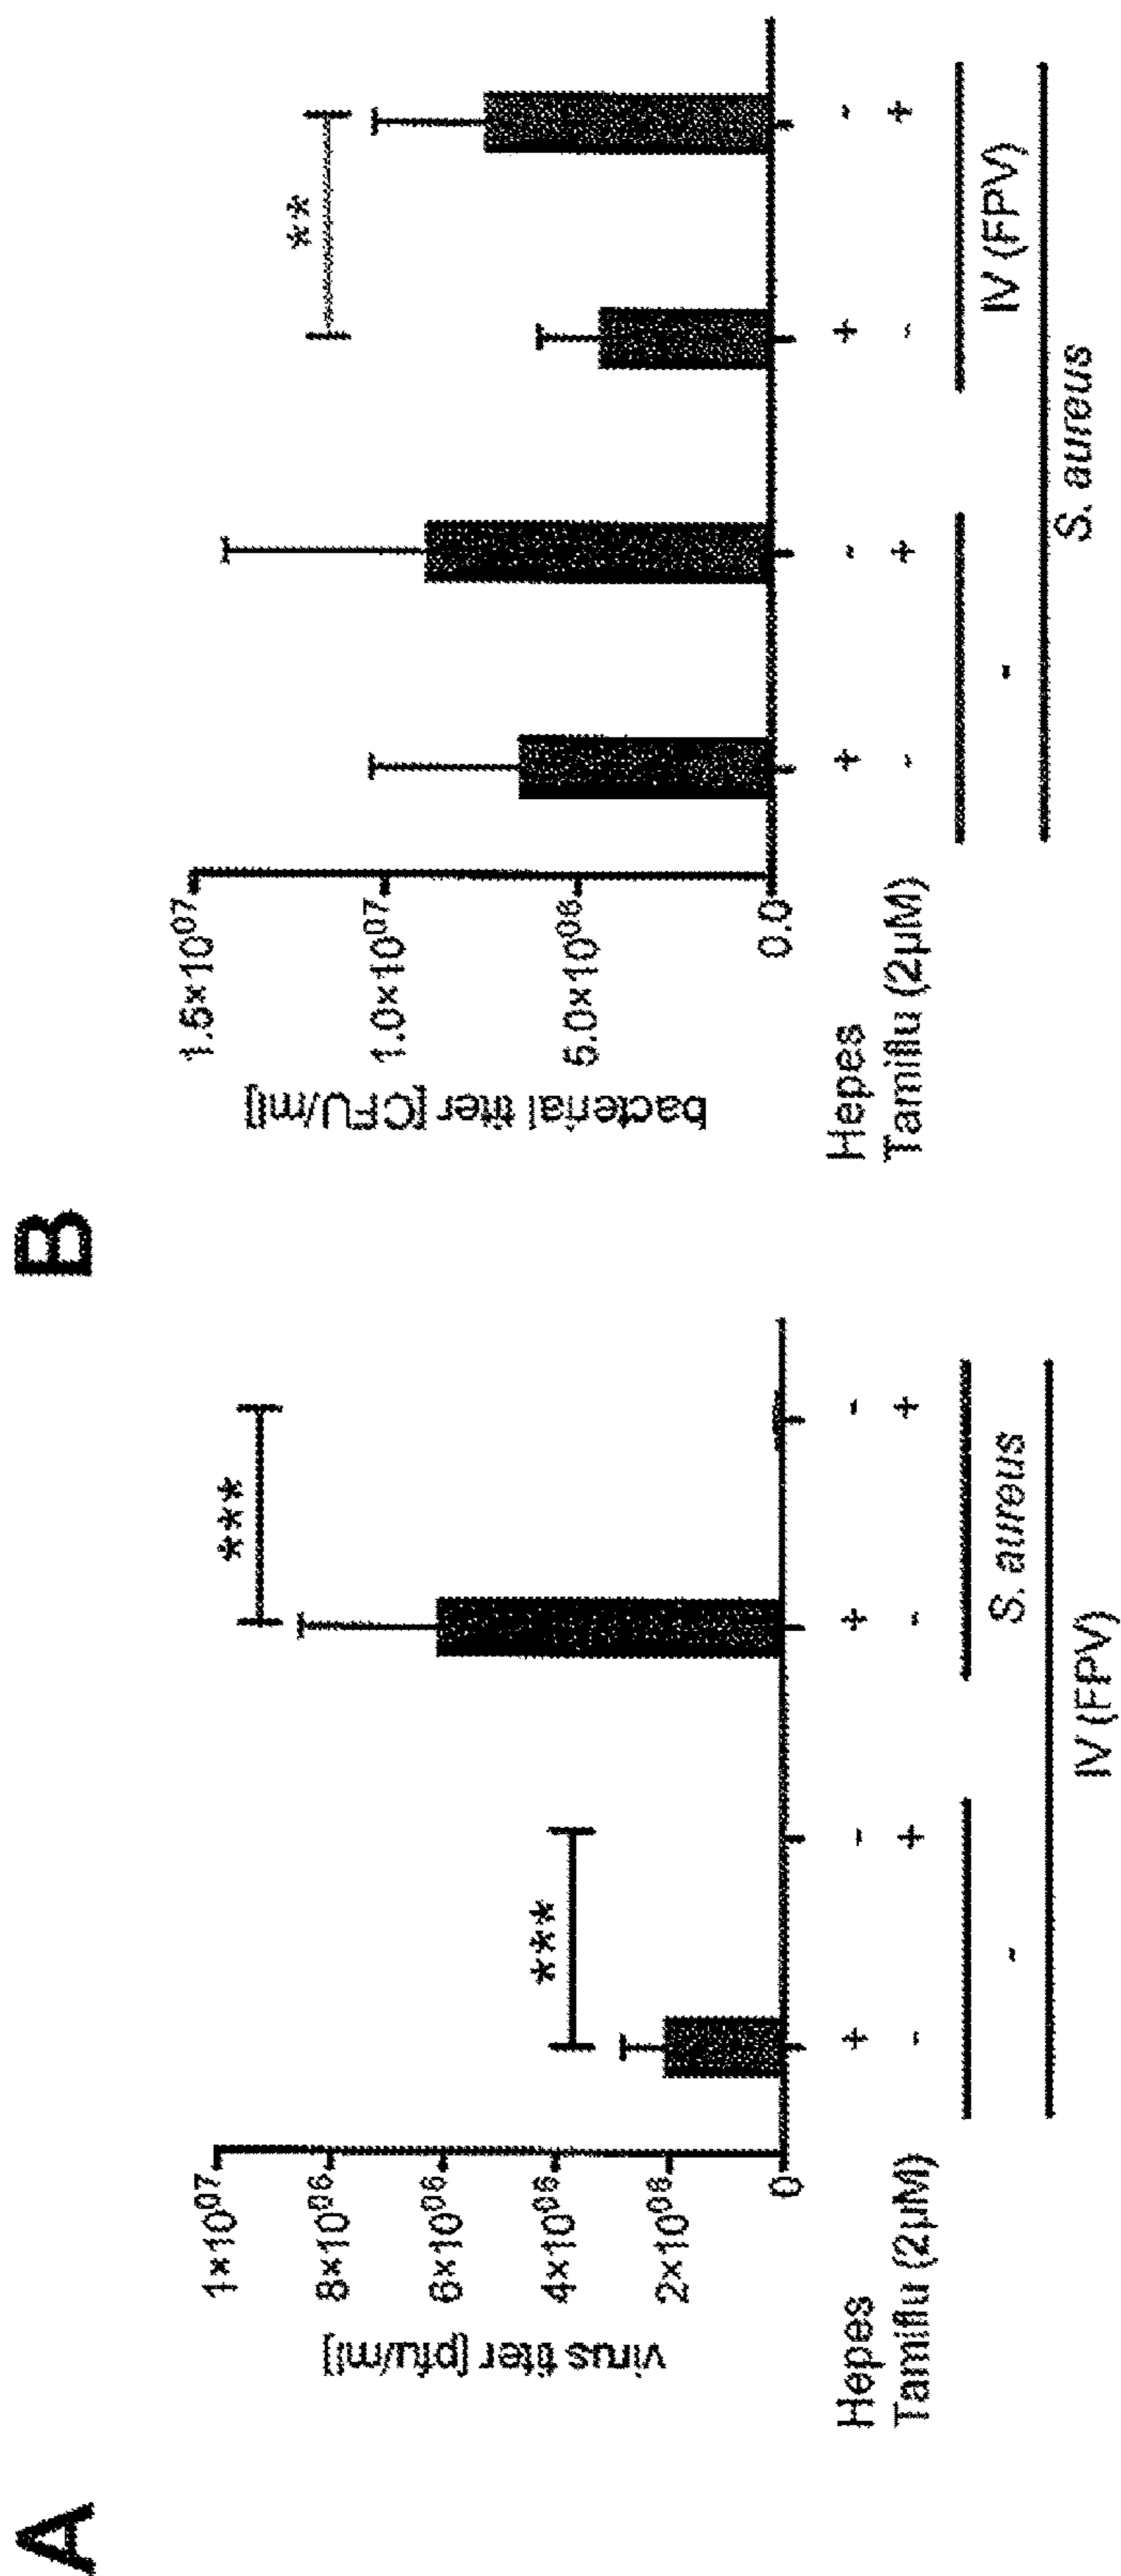 A
virus titer [pfu/ml]
1×10⁰⁷
8×10⁰⁶
6×10⁰⁶
4×10⁰⁶
2×10⁰⁶
0
***
***
Hepes + - + -
Tamiflu (2µM) - + - +
- S. aureus
IV (FPV)
B
bacterial titer [CFU/ml]
1.5×10⁰⁷
1.0×10⁰⁷
5.0×10⁰⁶
0.0
**
Hepes + - + -
Tamiflu (2µM) - + - +
- IV (FPV)
S. aureus